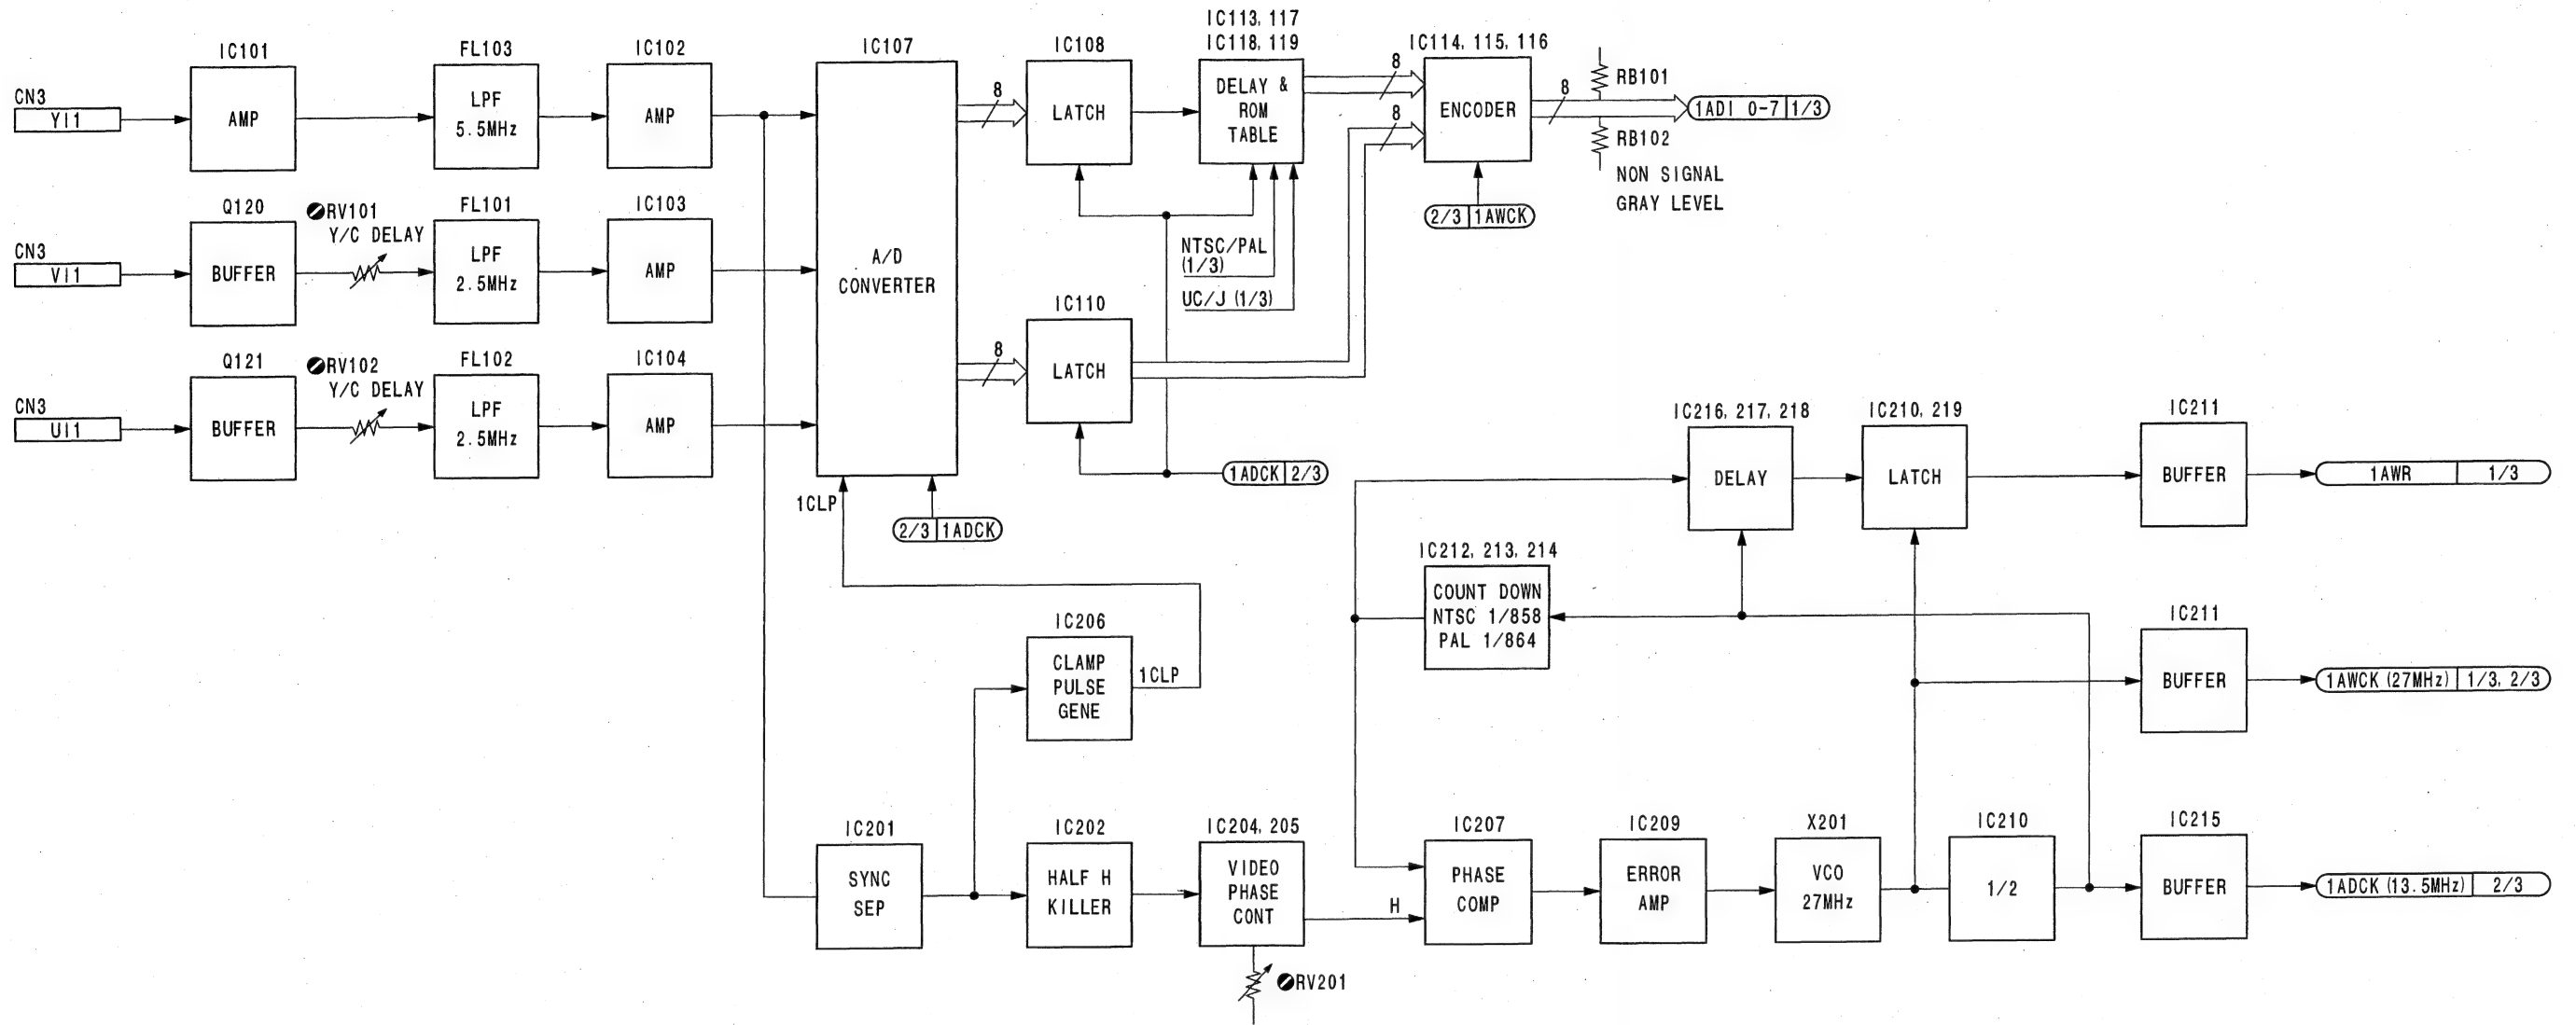 IC101
AMP
FL103
LPF
5.5MHz
IC102
AMP
IC107
A/D
CONVERTER
IC108
LATCH
8
IC113, 117
IC118, 119
DELAY &
ROM
TABLE
8
8
IC114, 115, 116
ENCODER
8
RB101
RB102
NON SIGNAL
GRAY LEVEL
1ADI 0-7 1/3
2/3 1AWCK
CN3
YI1
CN3
VI1
Q120
BUFFER
RV101
Y/C DELAY
FL101
LPF
2.5MHz
IC103
AMP
NTSC/PAL
(1/3)
UC/J (1/3)
CN3
UI1
Q121
BUFFER
RV102
Y/C DELAY
FL102
LPF
2.5MHz
IC104
AMP
8
IC110
LATCH
1ADCK 2/3
1CLP
2/3 1ADCK
IC216, 217, 218
DELAY
IC210, 219
LATCH
IC211
BUFFER
1AWR 1/3
IC212, 213, 214
COUNT DOWN
NTSC 1/858
PAL 1/864
IC206
CLAMP
PULSE
GENE
1CLP
IC211
BUFFER
1AWCK (27MHz) 1/3, 2/3
IC201
SYNC
SEP
IC202
HALF H
KILLER
IC204, 205
VIDEO
PHASE
CONT
RV201
H
IC207
PHASE
COMP
IC209
ERROR
AMP
X201
VCO
27MHz
IC210
1/2
IC215
BUFFER
1ADCK (13.5MHz) 2/3